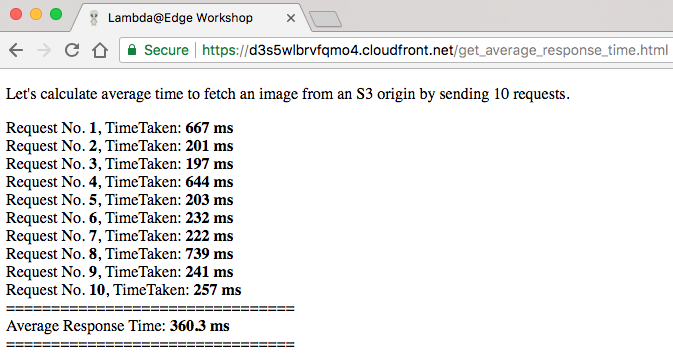 Lambda@Edge Workshop
Secure https://d3s5wlbrvfqmo4.cloudfront.net/get_average_response_time.html
Let's calculate average time to fetch an image from an S3 origin by sending 10 requests.
Request No. 1, TimeTaken: 667 ms
Request No. 2, TimeTaken: 201 ms
Request No. 3, TimeTaken: 197 ms
Request No. 4, TimeTaken: 644 ms
Request No. 5, TimeTaken: 203 ms
Request No. 6, TimeTaken: 232 ms
Request No. 7, TimeTaken: 222 ms
Request No. 8, TimeTaken: 739 ms
Request No. 9, TimeTaken: 241 ms
Request No. 10, TimeTaken: 257 ms
================================
Average Response Time: 360.3 ms
================================